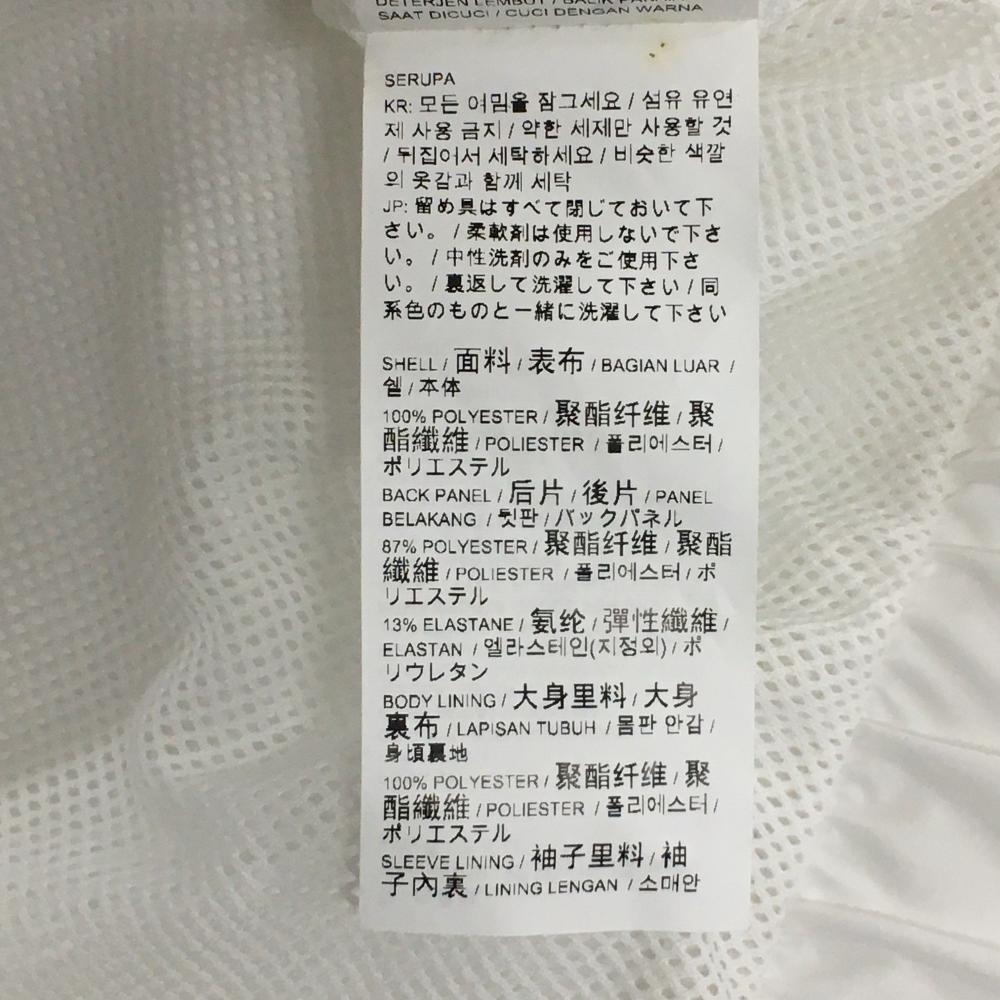 DETERJEN LEMBUT / BALIK PAKAIAN
SAAT DICUCI / CUCI DENGAN WARNA
SERUPA
KR: 모든 여밈을 잠그세요 / 섬유 유연
제 사용 금지 / 약한 세제만 사용할 것
/ 뒤집어서 세탁하세요 / 비슷한 색깔
의 옷감과 함께 세탁
JP: 留め具はすべて閉じておいて下
さい。 / 柔軟剤は使用しないで下さ
い。 / 中性洗剤のみをご使用下さ
い。 / 裏返して洗濯して下さい / 同
系色のものと一緒に洗濯して下さい
SHELL / 面料 / 表布 / BAGIAN LUAR /
쉘 / 本体
100% POLYESTER / 聚酯纤维 / 聚
酯纖維 / POLIESTER / 폴리에스터 /
ポリエステル
BACK PANEL / 后片 / 後片 / PANEL
BELAKANG / 뒷판 / バックパネル
87% POLYESTER / 聚酯纤维 / 聚酯
纖維 / POLIESTER / 폴리에스터 / ポ
リエステル
13% ELASTANE / 氨纶 / 彈性纖維 /
ELASTAN / 엘라스테인(지정외) / ポ
リウレタン
BODY LINING / 大身里料 / 大身
裏布 / LAPISAN TUBUH / 몸판 안감 /
身頃裏地
100% POLYESTER / 聚酯纤维 / 聚
酯纖維 / POLIESTER / 폴리에스터 /
ポリエステル
SLEEVE LINING / 袖子里料 / 袖
子內裏 / LINING LENGAN / 소매안